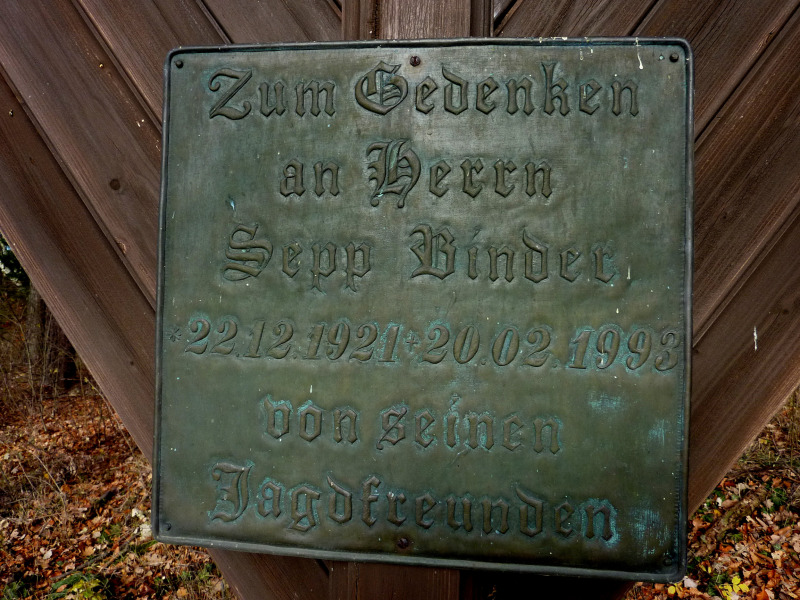 Zum Gedenken
an Herrn
Sepp Binder
*22.12.1921+20.02.1993
von seinen
Jagdfreunden